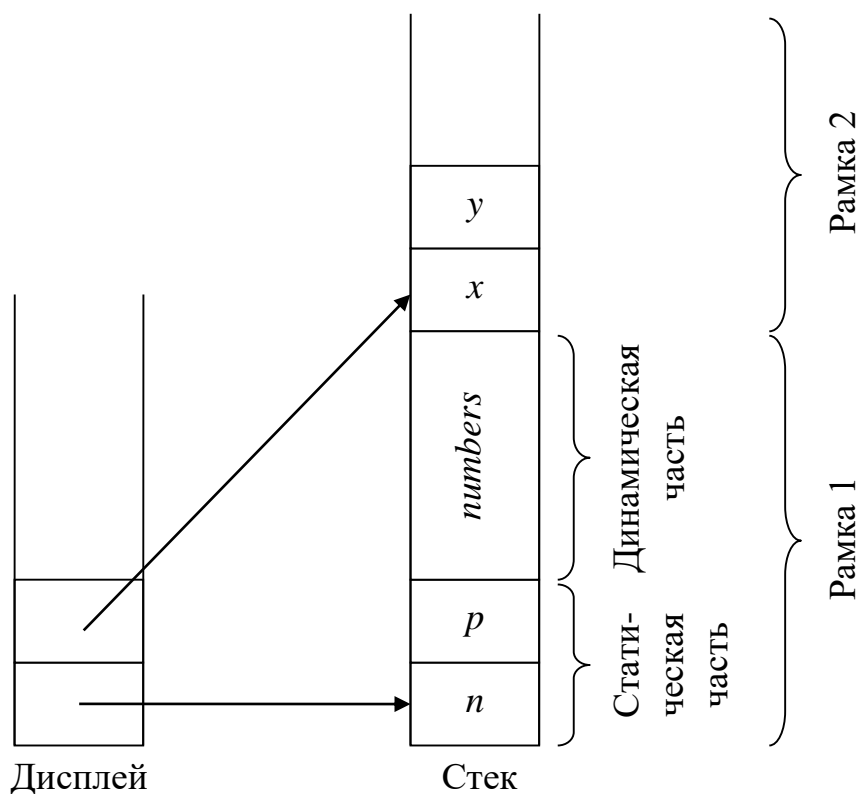 y
x
numbers
p
n
Динамическая
часть
Стати-
ческая
часть
Рамка 2
Рамка 1
Дисплей
Стек